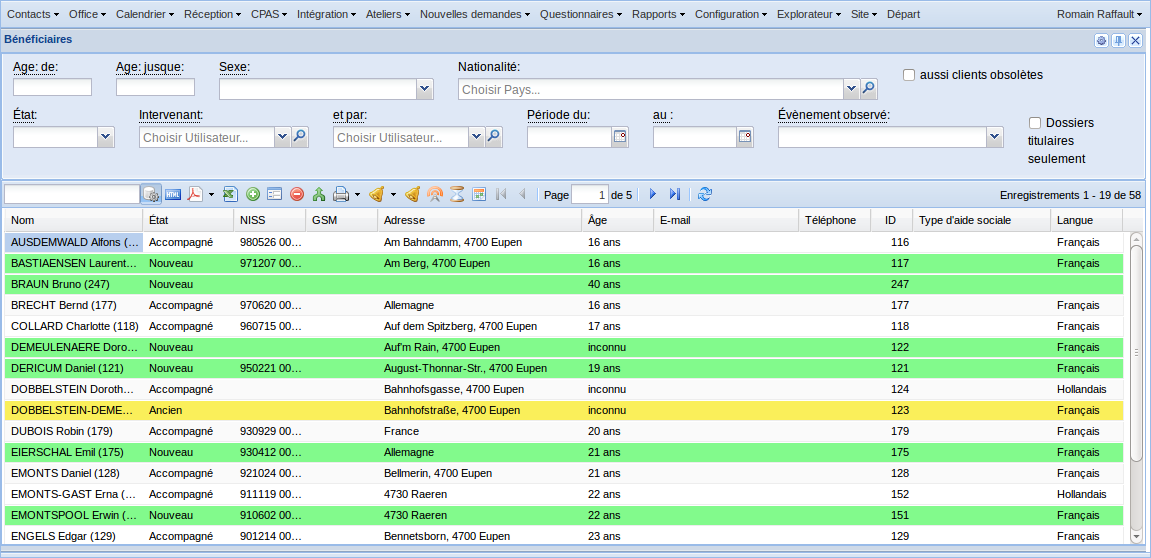 Contacts Office Calendrier Réception CPAS Intégration Ateliers Nouvelles demandes Questionnaires Rapports Configuration Explorateur Site Départ Romain Raffault
Bénéficiaires
Age: de: Age: jusque: Sexe: Nationalité:
Choisir Pays... aussi clients obsolètes
État: Intervenant: et par: Période du: au : Évènement observé:
Choisir Utilisateur... Choisir Utilisateur... Dossiers
titulaires
seulement
HTML Page 1 de 5 Enregistrements 1 - 19 de 58
Nom État NISS GSM Adresse Âge E-mail Téléphone ID Type d'aide sociale Langue
AUSDEMWALD Alfons (... Accompagné 980526 00... Am Bahndamm, 4700 Eupen 16 ans 116 Français
BASTIAENSEN Laurent... Nouveau 971207 00... Am Berg, 4700 Eupen 16 ans 117 Français
BRAUN Bruno (247) Nouveau 40 ans 247
BRECHT Bernd (177) Accompagné 970620 00... Allemagne 16 ans 177 Français
COLLARD Charlotte (118) Accompagné 960715 00... Auf dem Spitzberg, 4700 Eupen 17 ans 118 Français
DEMEULENAERE Doro... Nouveau Auf'm Rain, 4700 Eupen inconnu 122 Français
DERICUM Daniel (121) Nouveau 950221 00... August-Thonnar-Str., 4700 Eupen 19 ans 121 Français
DOBBELSTEIN Doroth... Accompagné Bahnhofsgasse, 4700 Eupen inconnu 124 Hollandais
DOBBELSTEIN-DEME... Ancien Bahnhofstraße, 4700 Eupen inconnu 123 Français
DUBOIS Robin (179) Accompagné 930929 00... France 20 ans 179 Français
EIERSCHAL Emil (175) Nouveau 930412 00... Allemagne 21 ans 175 Français
EMONTS Daniel (128) Accompagné 921024 00... Bellmerin, 4700 Eupen 21 ans 128 Français
EMONTS-GAST Erna (... Accompagné 911119 00... 4730 Raeren 22 ans 152 Hollandais
EMONTSPOOL Erwin (... Nouveau 910602 00... 4730 Raeren 22 ans 151 Français
ENGELS Edgar (129) Accompagné 901214 00... Bennetsborn, 4700 Eupen 23 ans 129 Français